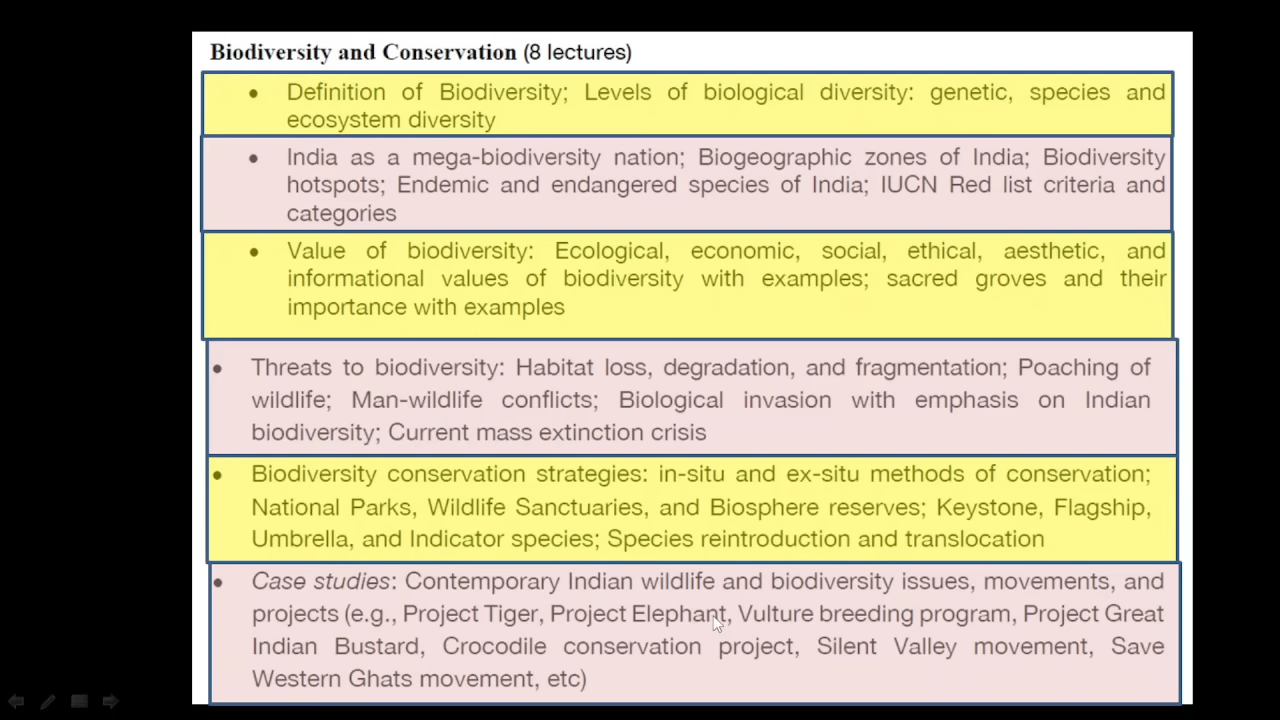 Biodiversity and Conservation (8 lectures)
• Definition of Biodiversity; Levels of biological diversity: genetic, species and
ecosystem diversity
• India as a mega-biodiversity nation; Biogeographic zones of India; Biodiversity
hotspots; Endemic and endangered species of India; IUCN Red list criteria and
categories
• Value of biodiversity: Ecological, economic, social, ethical, aesthetic, and
informational values of biodiversity with examples; sacred groves and their
importance with examples
• Threats to biodiversity: Habitat loss, degradation, and fragmentation; Poaching of
wildlife; Man-wildlife conflicts; Biological invasion with emphasis on Indian
biodiversity; Current mass extinction crisis
• Biodiversity conservation strategies: in-situ and ex-situ methods of conservation;
National Parks, Wildlife Sanctuaries, and Biosphere reserves; Keystone, Flagship,
Umbrella, and Indicator species; Species reintroduction and translocation
• Case studies: Contemporary Indian wildlife and biodiversity issues, movements, and
projects (e.g., Project Tiger, Project Elephant, Vulture breeding program, Project Great
Indian Bustard, Crocodile conservation project, Silent Valley movement, Save
Western Ghats movement, etc)